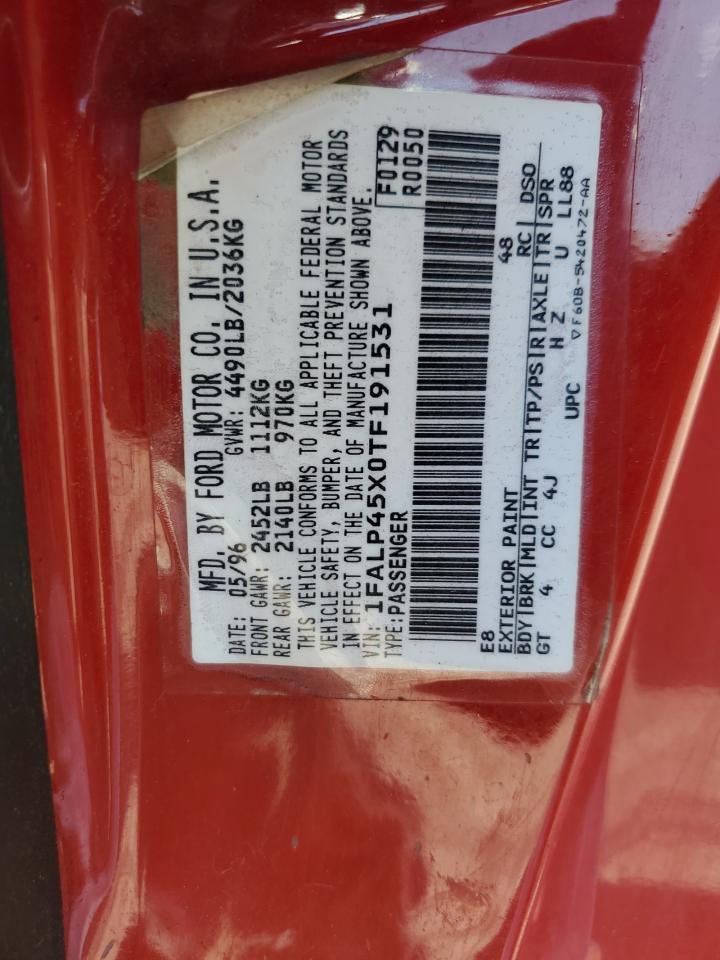 MFD. BY FORD MOTOR CO. IN U.S.A.
DATE: 05/96 GVWR: 4490LB/2036KG
FRONT GAWR: 2452LB 1112KG
REAR GAWR: 2140LB 970KG
THIS VEHICLE CONFORMS TO ALL APPLICABLE FEDERAL MOTOR
VEHICLE SAFETY, BUMPER, AND THEFT PREVENTION STANDARDS
IN EFFECT ON THE DATE OF MANUFACTURE SHOWN ABOVE.
VIN: 1FALP45X0TF191531
TYPE: PASSENGER
F0129
R0050
E8 48
EXTERIOR PAINT RC DSO
BDY|BRK|MLD|INT TR|TP/PS|R|AXLE|TR|SPR
GT 4 CC 4J H Z U LL88
UPC
▽F60B-5420472-AA